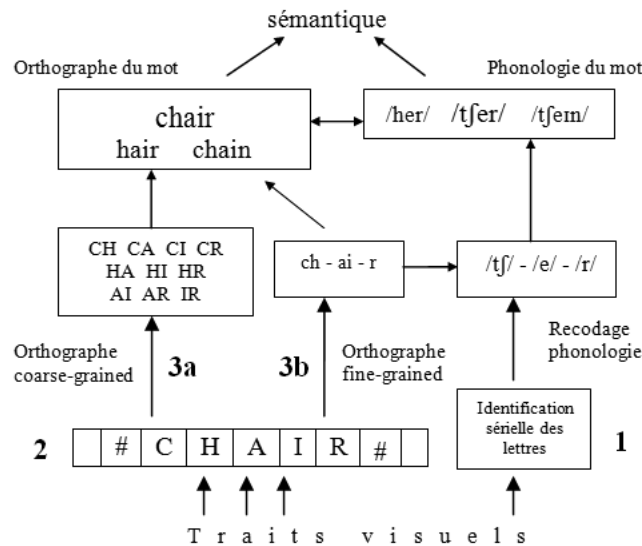 sémantique
Orthographe du mot
Phonologie du mot
chair
hair chain
/her/ /tʃer/ /tʃeɪn/
CH CA CI CR
HA HI HR
AI AR IR
ch - ai - r
/tʃ/ - /e/ - /r/
Orthographe
coarse-grained
3a
3b
Orthographe
fine-grained
Recodage
phonologie
2
# C H A I R #
Identification
sérielle des
lettres
1
Traits visuels